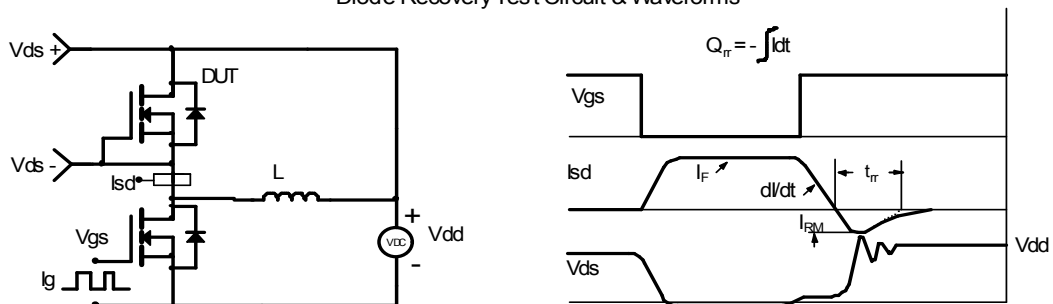 Diode Recovery Test Circuit & Waveforms
Vds +
DUT
Vds -
Isd
L
Vgs
Ig
+
VDC
-
Vdd
Qrr = - ∫ Idt
Vgs
Isd
IF
dI/dt
trr
IRM
Vdd
Vds